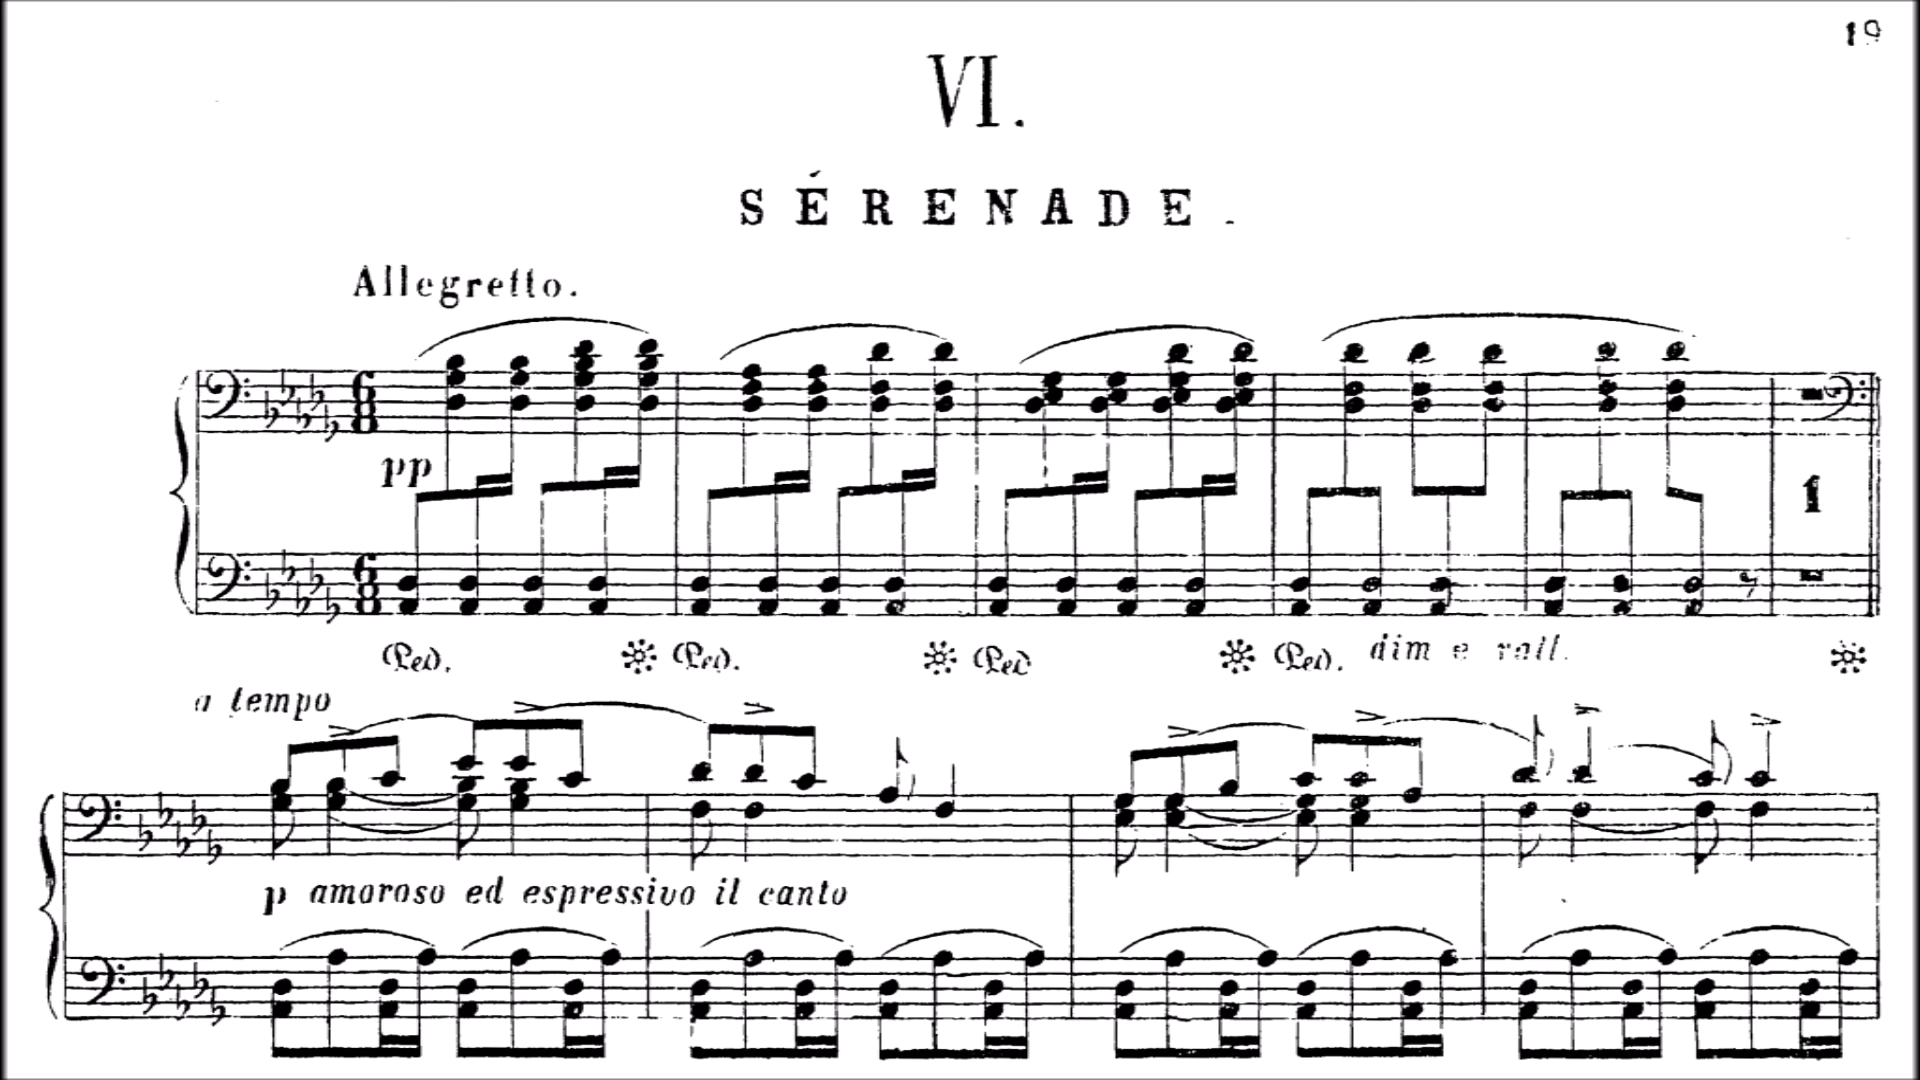 19
VI.
SÉRENADE.
Allegretto.
pp
1
Ped. Ped. Ped Ped. dim e rall.
a tempo
p amoroso ed espressivo il canto